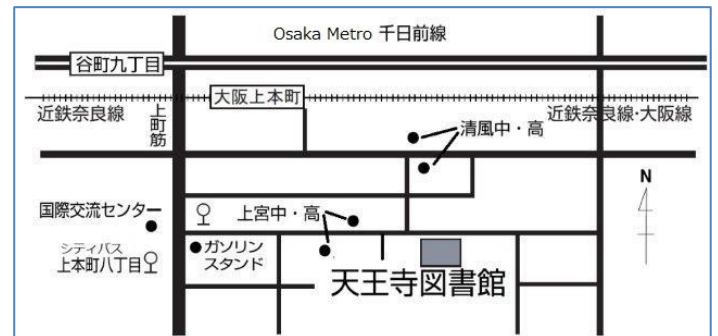 Osaka Metro 千日前線
谷町九丁目
大阪上本町
近鉄奈良線
近鉄奈良線・大阪線
上町筋
清風中・高
N
国際交流センター
上宮中・高
シティバス
上本町八丁目
ガソリン
スタンド
天王寺図書館